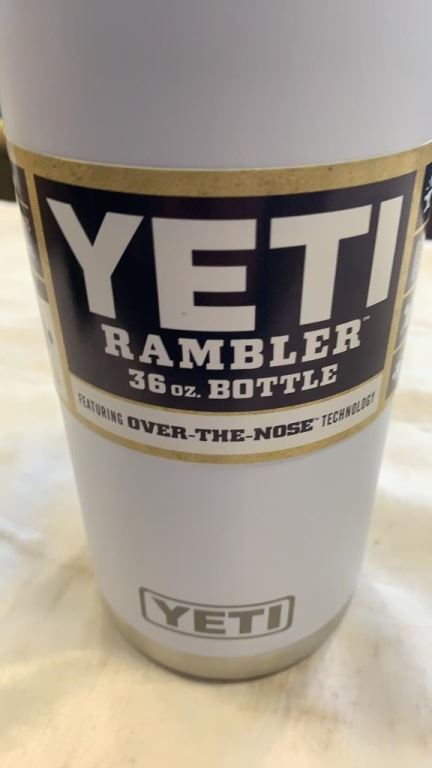 YETI
RAMBLER™
36 OZ. BOTTLE
FEATURING OVER-THE-NOSE™ TECHNOLOGY
YETI